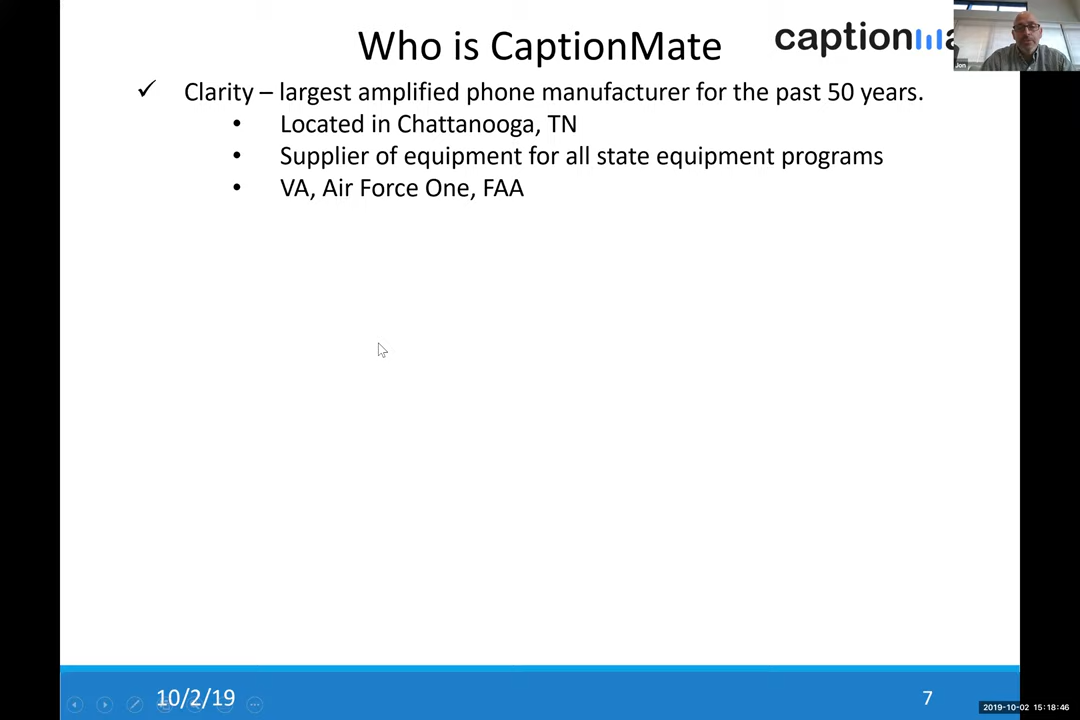 Who is CaptionMate
captionma
Jon
✓ Clarity – largest amplified phone manufacturer for the past 50 years.
• Located in Chattanooga, TN
• Supplier of equipment for all state equipment programs
• VA, Air Force One, FAA
10/2/19
7
2019-10-02 15:18:46